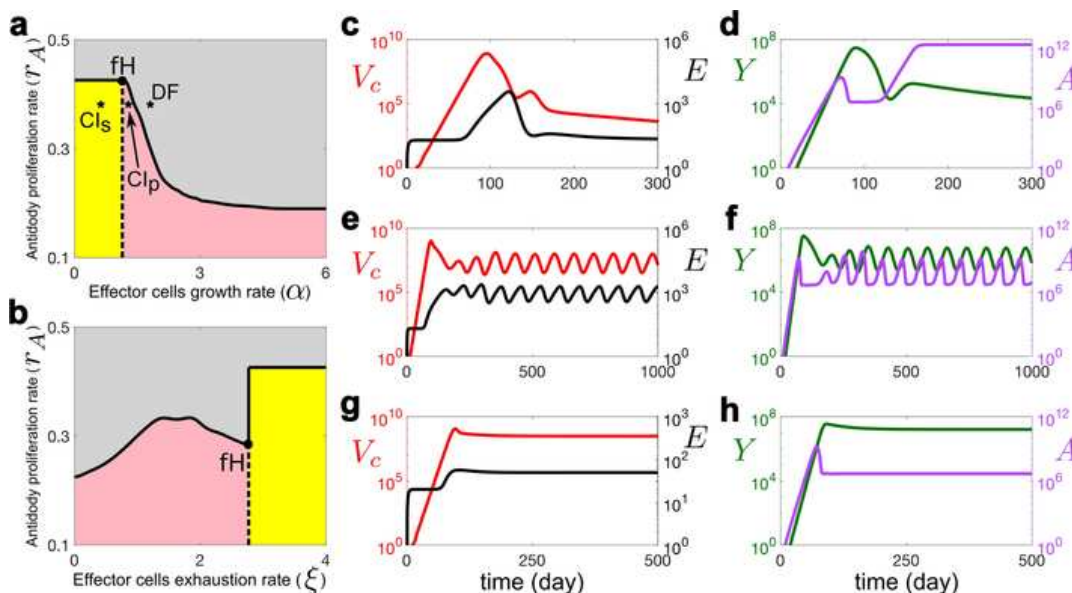 a
0.5
0.3
0.1
Antidody proliferation rate (r_A)
fH
DF
CI_s
CI_p
0
3
6
Effector cells growth rate (α)
b
0.5
0.3
0.1
Antidody proliferation rate (r_A)
fH
0
2
4
Effector cells exhaustion rate (ξ)
c
10^10
V_c
10^5
10^0
10^6
E
10^3
10^0
0
100
200
300
d
10^8
Y
10^4
10^0
10^12
A
10^6
10^0
0
100
200
300
e
10^10
V_c
10^5
10^0
10^6
E
10^3
10^0
0
500
1000
f
10^8
Y
10^4
10^0
10^12
A
10^6
10^0
0
500
1000
g
10^10
V_c
10^5
10^0
10^3
E
10^2
10^1
10^0
0
250
500
time (day)
h
10^8
Y
10^4
10^0
10^12
A
10^6
10^0
0
250
500
time (day)